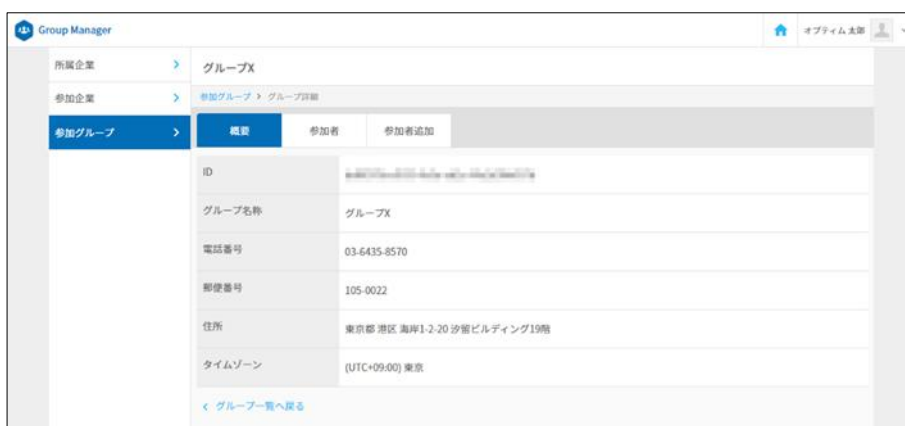 Group Manager
オプティム 太郎
所属企業
参加企業
参加グループ
グループX
参加グループ > グループ詳細
概要 参加者 参加者追加
ID
グループ名称 グループX
電話番号 03-6435-8570
郵便番号 105-0022
住所 東京都 港区 海岸1-2-20 汐留ビルディング19階
タイムゾーン (UTC+09:00) 東京
グループ一覧へ戻る